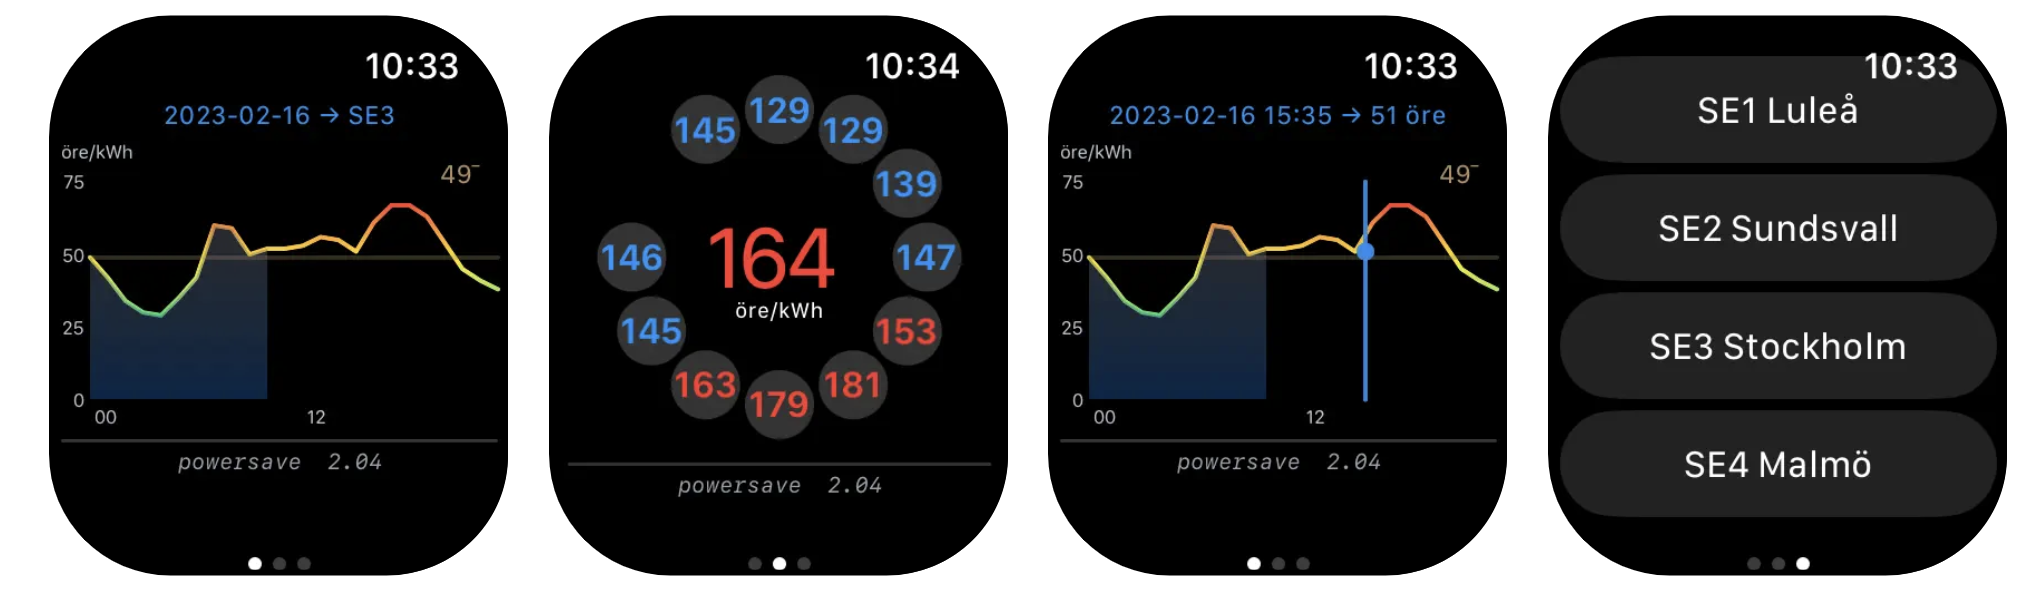 10:33
2023-02-16 → SE3
öre/kWh
49‾
75
50
25
0
00 12
powersave 2.04
10:34
129
145 129
139
146 164 147
öre/kWh
145 153
163 181
179
powersave 2.04
10:33
2023-02-16 15:35 → 51 öre
öre/kWh
49‾
75
50
25
0
00 12
powersave 2.04
10:33
SE1 Luleå
SE2 Sundsvall
SE3 Stockholm
SE4 Malmö